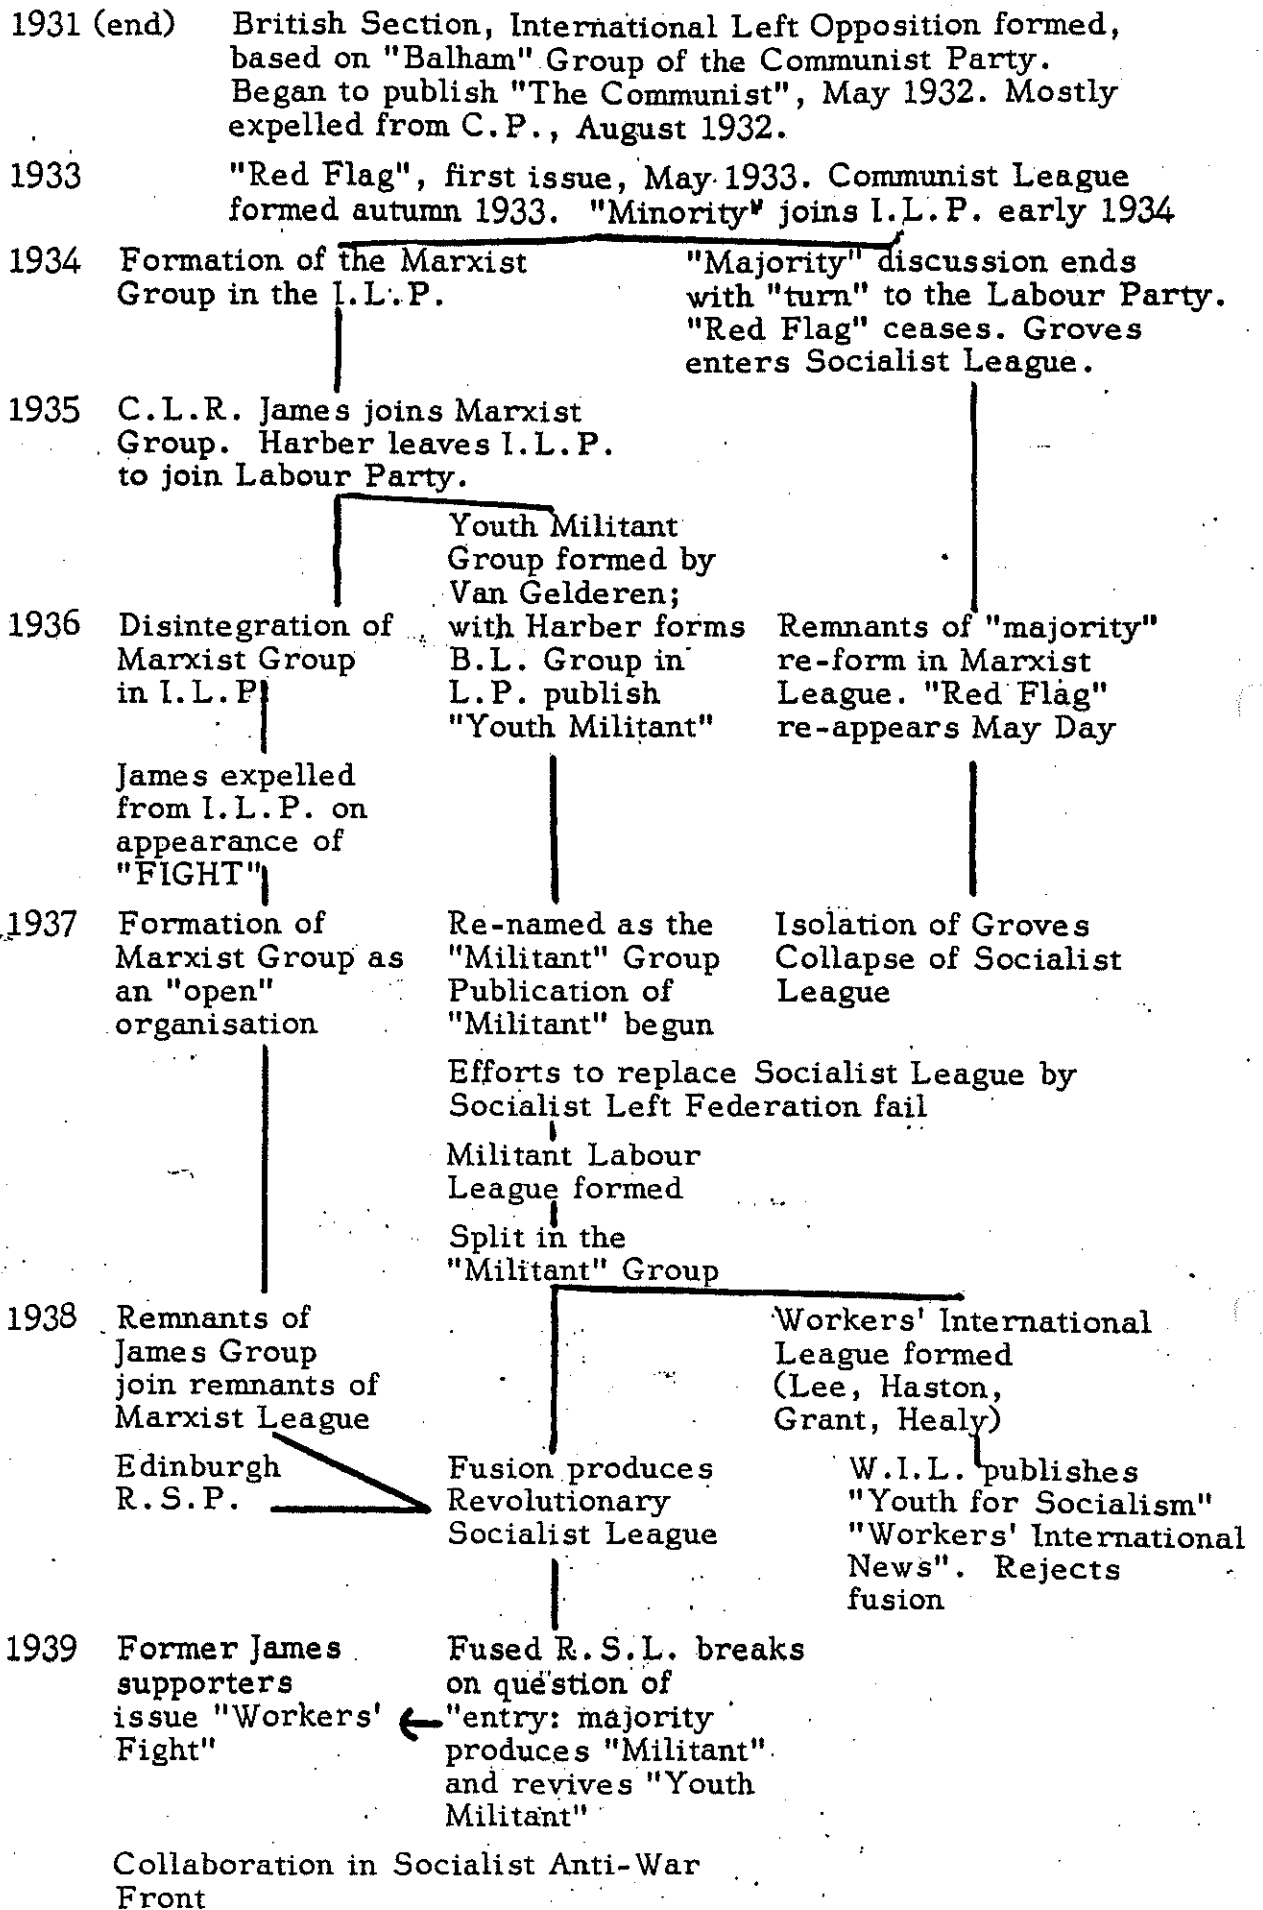 1931 (end) British Section, International Left Opposition formed,
based on "Balham" Group of the Communist Party.
Began to publish "The Communist", May 1932. Mostly
expelled from C.P., August 1932.
1933 "Red Flag", first issue, May 1933. Communist League
formed autumn 1933. "Minority" joins I.L.P. early 1934
1934 Formation of the Marxist
Group in the I.L.P.
"Majority" discussion ends
with "turn" to the Labour Party.
"Red Flag" ceases. Groves
enters Socialist League.
1935 C.L.R. James joins Marxist
Group. Harber leaves I.L.P.
to join Labour Party.
Youth Militant
Group formed by
Van Gelderen;
with Harber forms
B.L. Group in
L.P. publish
"Youth Militant"
1936 Disintegration of
Marxist Group
in I.L.P
Remnants of "majority"
re-form in Marxist
League. "Red Flag"
re-appears May Day
James expelled
from I.L.P. on
appearance of
"FIGHT"
1937 Formation of
Marxist Group as
an "open"
organisation
Re-named as the
"Militant" Group
Publication of
"Militant" begun
Isolation of Groves
Collapse of Socialist
League
Efforts to replace Socialist League by
Socialist Left Federation fail
Militant Labour
League formed
Split in the
"Militant" Group
1938 Remnants of
James Group
join remnants of
Marxist League
Workers' International
League formed
(Lee, Haston,
Grant, Healy)
Edinburgh
R.S.P.
Fusion produces
Revolutionary
Socialist League
W.I.L. publishes
"Youth for Socialism"
"Workers' International
News". Rejects
fusion
1939 Former James
supporters
issue "Workers'
Fight"
Fused R.S.L. breaks
on question of
"entry: majority
produces "Militant"
and revives "Youth
Militant"
Collaboration in Socialist Anti-War
Front